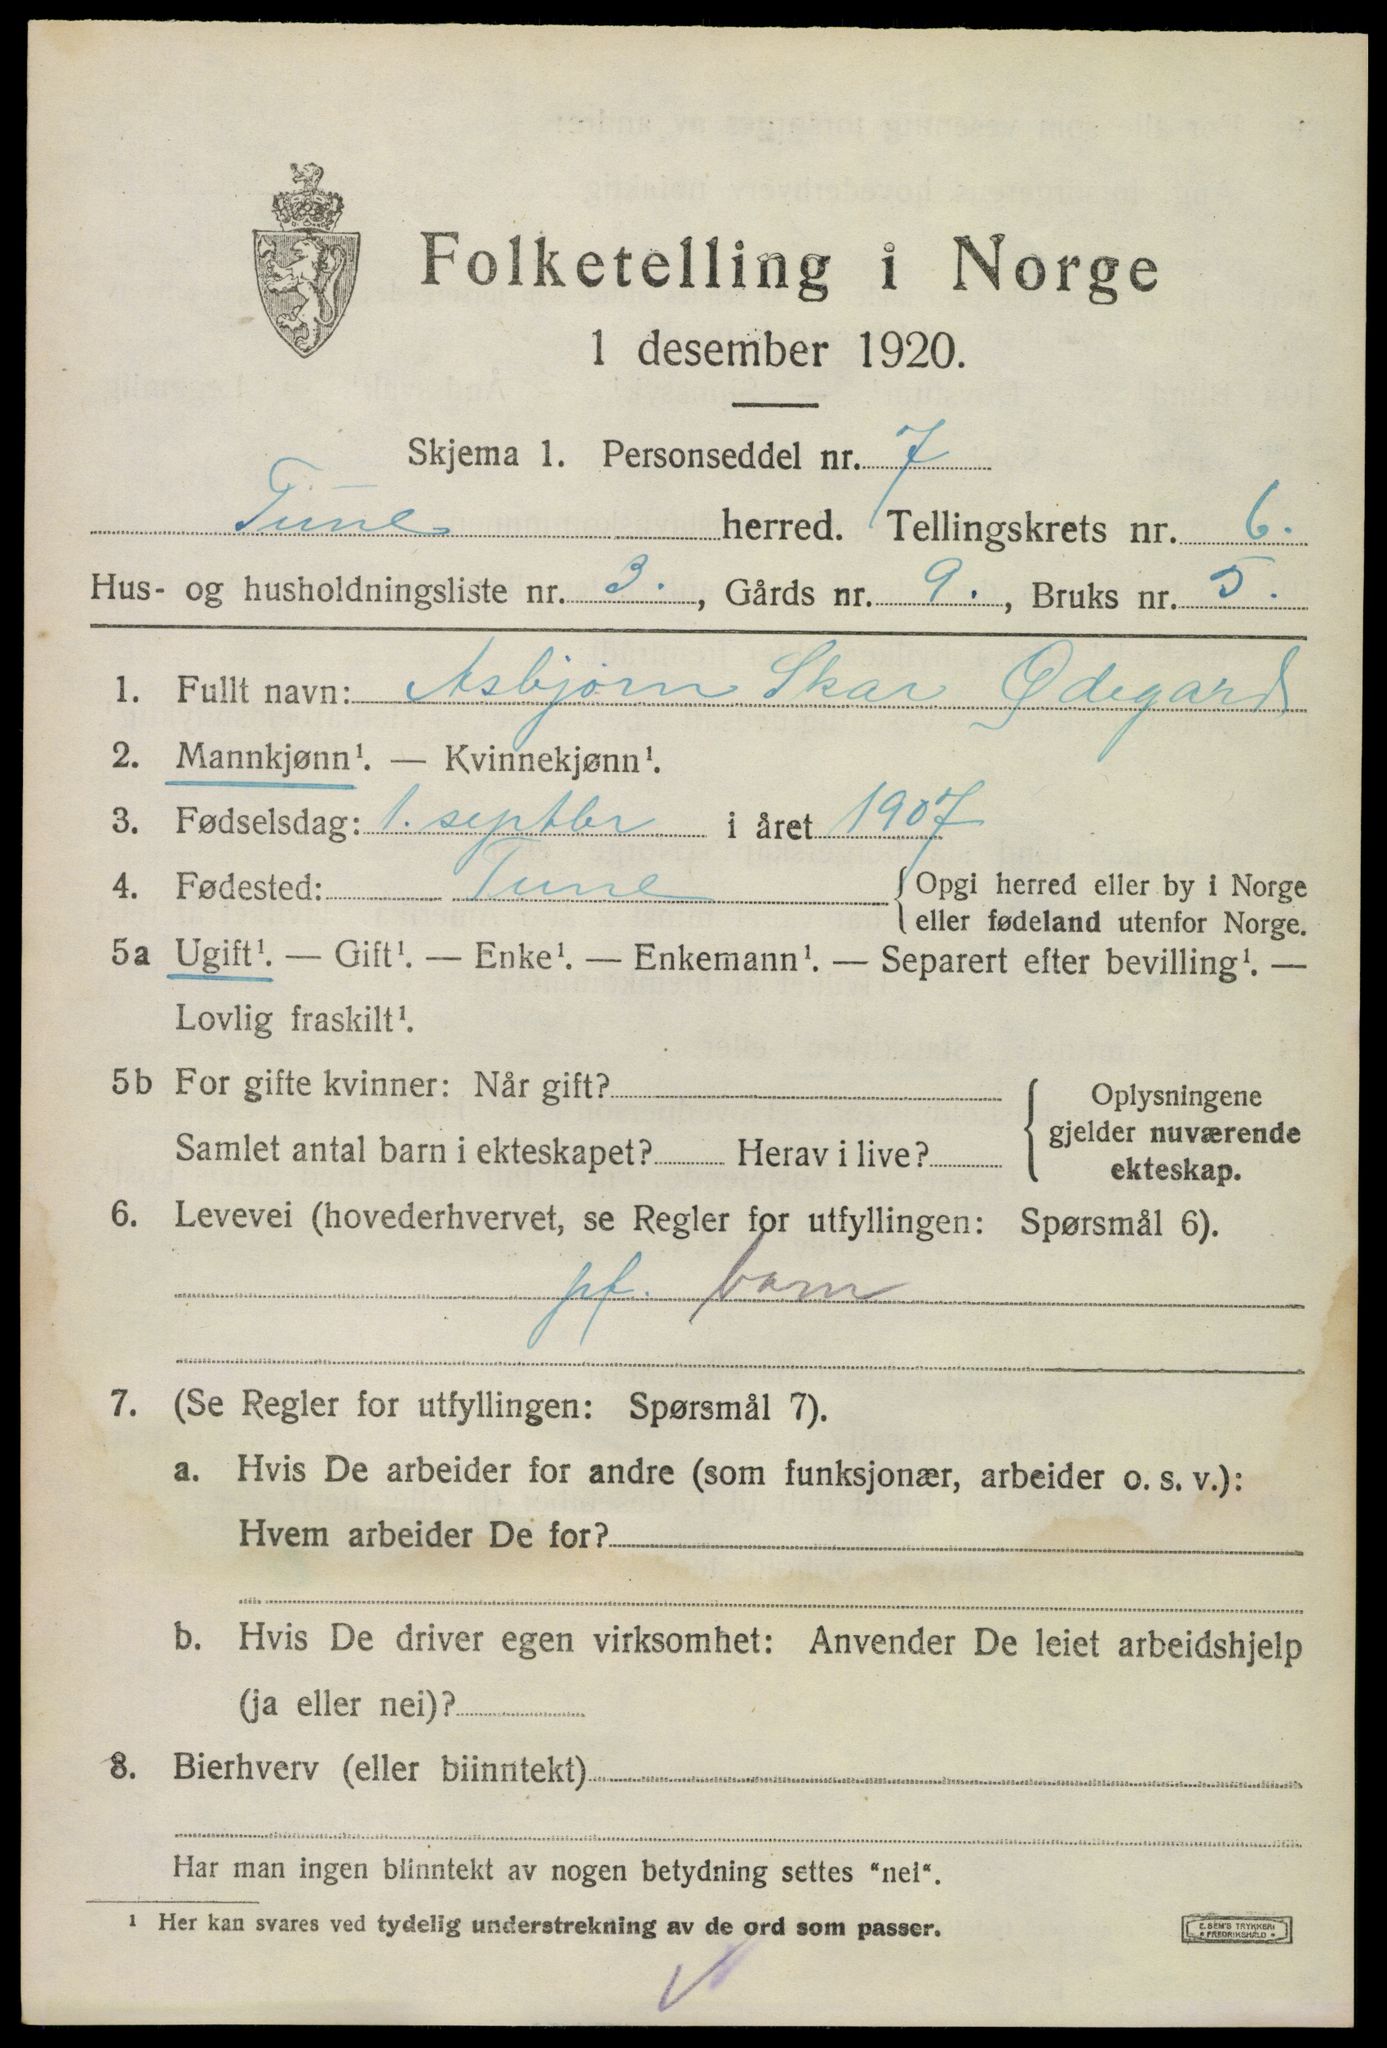 Folketelling i Norge
1 desember 1920.
Skjema 1. Personseddel nr. 7
Tune herred. Tellingskrets nr. 6.
Hus- og husholdningsliste nr. 3., Gårds nr. 9., Bruks nr. 5.
1. Fullt navn: Asbjørn Skar Ødegard
2. Mannkjønn¹. — Kvinnekjønn¹.
3. Fødselsdag: 1. septbr i året 1907
4. Fødested: Tune {Opgi herred eller by i Norge
eller fødeland utenfor Norge.
5a Ugift¹. — Gift¹. — Enke¹. — Enkemann¹. — Separert efter bevilling¹. —
Lovlig fraskilt¹.
5b For gifte kvinner: Når gift? { Oplysningene
gjelder nuværende
Samlet antal barn i ekteskapet? Herav i live?
ekteskap.
6. Levevei (hovederhvervet, se Regler for utfyllingen: Spørsmål 6).
pf. barn
7. (Se Regler for utfyllingen: Spørsmål 7).
a. Hvis De arbeider for andre (som funksjonær, arbeider o. s. v.):
Hvem arbeider De for?
b. Hvis De driver egen virksomhet: Anvender De leiet arbeidshjelp
(ja eller nei)?
8. Bierhverv (eller biinntekt)
Har man ingen biinntekt av nogen betydning settes "nei".
¹ Her kan svares ved tydelig understrekning av de ord som passer.
E. SEM'S TRYKKERI
FREDRIKSHALD